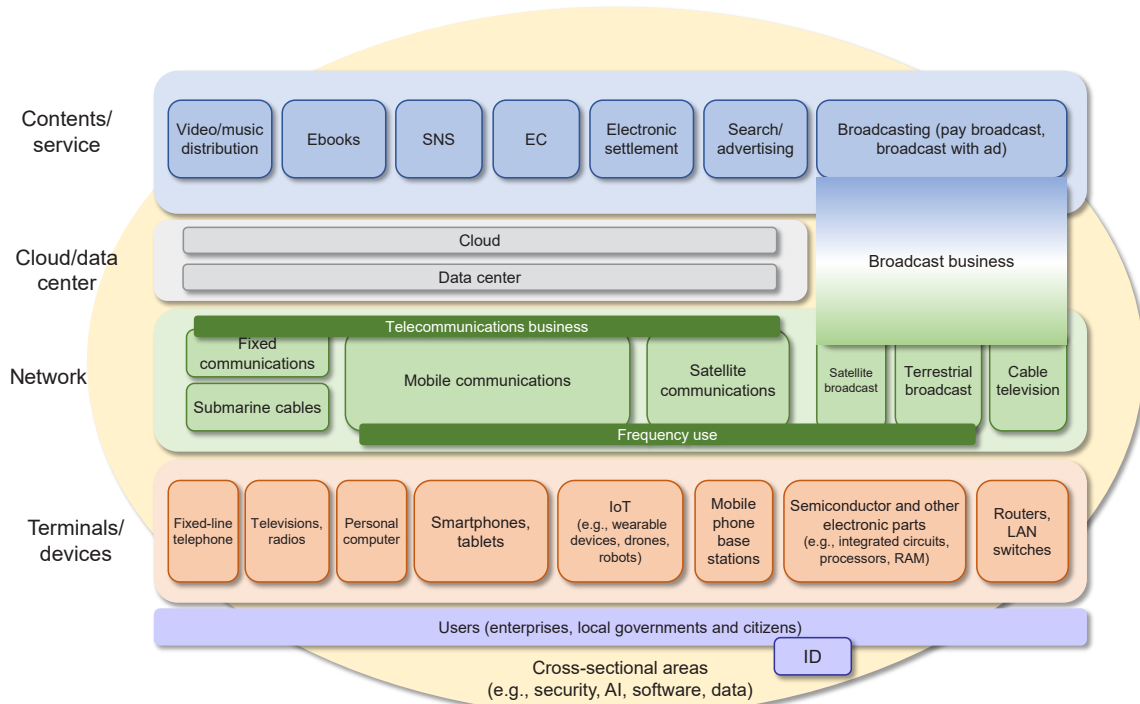 Contents/
service
Video/music
distribution
Ebooks
SNS
EC
Electronic
settlement
Search/
advertising
Broadcasting (pay broadcast,
broadcast with ad)
Cloud/data
center
Cloud
Data center
Broadcast business
Network
Telecommunications business
Fixed
communications
Submarine cables
Mobile communications
Satellite
communications
Satellite
broadcast
Terrestrial
broadcast
Cable
television
Frequency use
Terminals/
devices
Fixed-line
telephone
Televisions,
radios
Personal
computer
Smartphones,
tablets
IoT
(e.g., wearable
devices, drones,
robots)
Mobile
phone
base
stations
Semiconductor and other
electronic parts
(e.g., integrated circuits,
processors, RAM)
Routers,
LAN
switches
Users (enterprises, local governments and citizens)
ID
Cross-sectional areas
(e.g., security, AI, software, data)